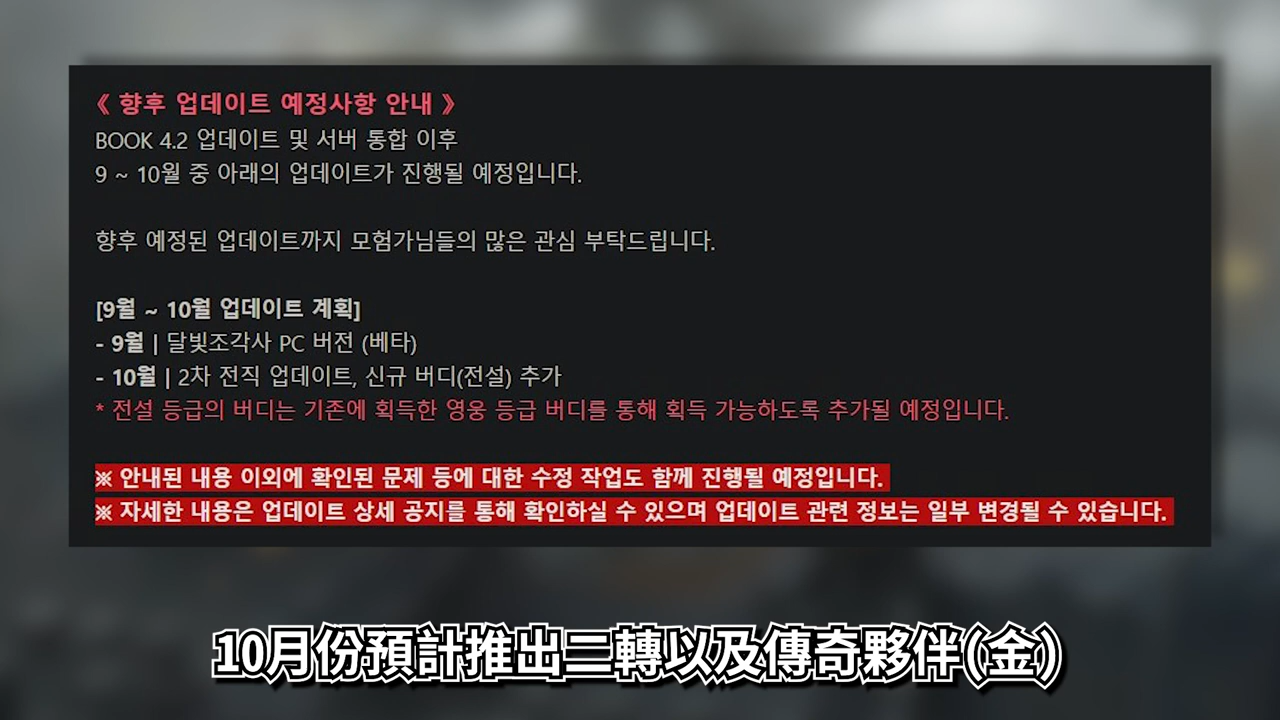 《 향후 업데이트 예정사항 안내 》
BOOK 4.2 업데이트 및 서버 통합 이후
9 ~ 10월 중 아래의 업데이트가 진행될 예정입니다.
향후 예정된 업데이트까지 모험가님들의 많은 관심 부탁드립니다.
[9월 ~ 10월 업데이트 계획]
- 9월 | 달빛조각사 PC 버전 (베타)
- 10월 | 2차 전직 업데이트, 신규 버디(전설) 추가
* 전설 등급의 버디는 기존에 획득한 영웅 등급 버디를 통해 획득 가능하도록 추가될 예정입니다.
※ 안내된 내용 이외에 확인된 문제 등에 대한 수정 작업도 함께 진행될 예정입니다.
※ 자세한 내용은 업데이트 상세 공지를 통해 확인하실 수 있으며 업데이트 관련 정보는 일부 변경될 수 있습니다.
10月份預計推出二轉以及傳奇夥伴(金)